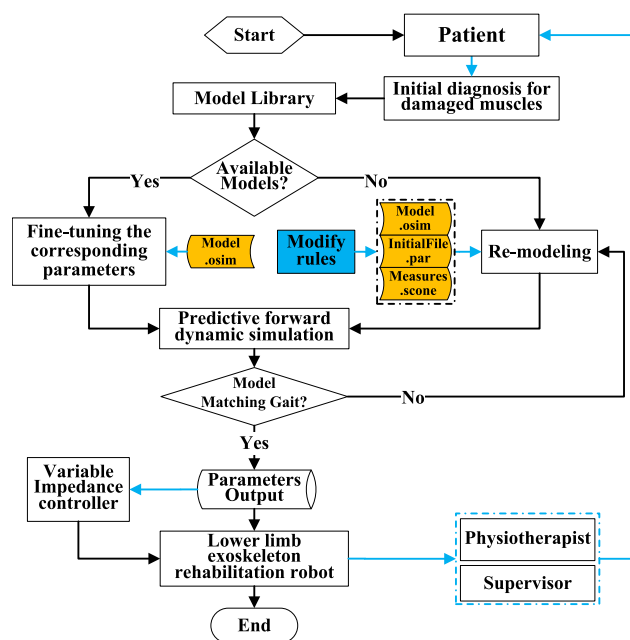 Start
Patient
Initial diagnosis for
damaged muscles
Model Library
Available
Models?
Yes
No
Fine-tuning the
corresponding
parameters
Model
.osim
Modify
rules
Model
.osim
InitialFile
.par
Measures
.scone
Re-modeling
Predictive forward
dynamic simulation
Model
Matching Gait?
No
Yes
Parameters
Output
Variable
Impedance
controller
Lower limb
exoskeleton
rehabilitation robot
Physiotherapist
Supervisor
End